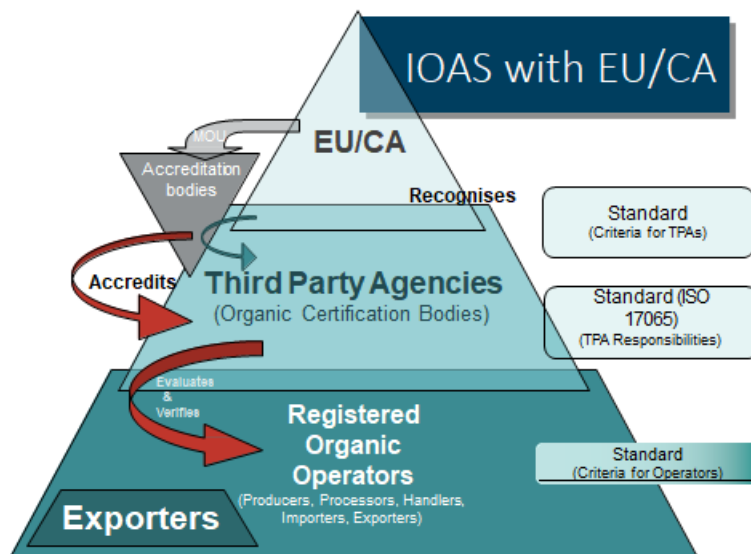 IOAS with EU/CA
MOU
EU/CA
Accreditation
bodies
Recognises
Standard
(Criteria for TPAs)
Accredits
Third Party Agencies
(Organic Certification Bodies)
Standard (ISO
17065)
(TPA Responsibilities)
Evaluates
&
Verifies
Registered
Organic
Operators
(Producers, Processors, Handlers,
Importers, Exporters)
Standard
(Criteria for Operators)
Exporters